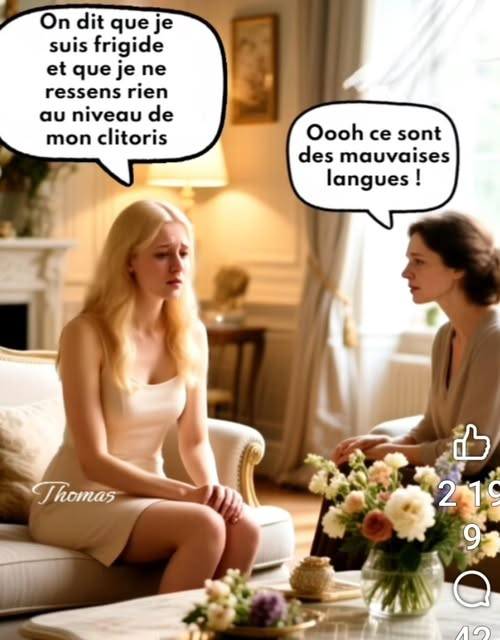 On dit que je
suis frigide
et que je ne
ressens rien
au niveau de
mon clitoris
Oooh ce sont
des mauvaises
langues !
Thomas
2 19
9
42